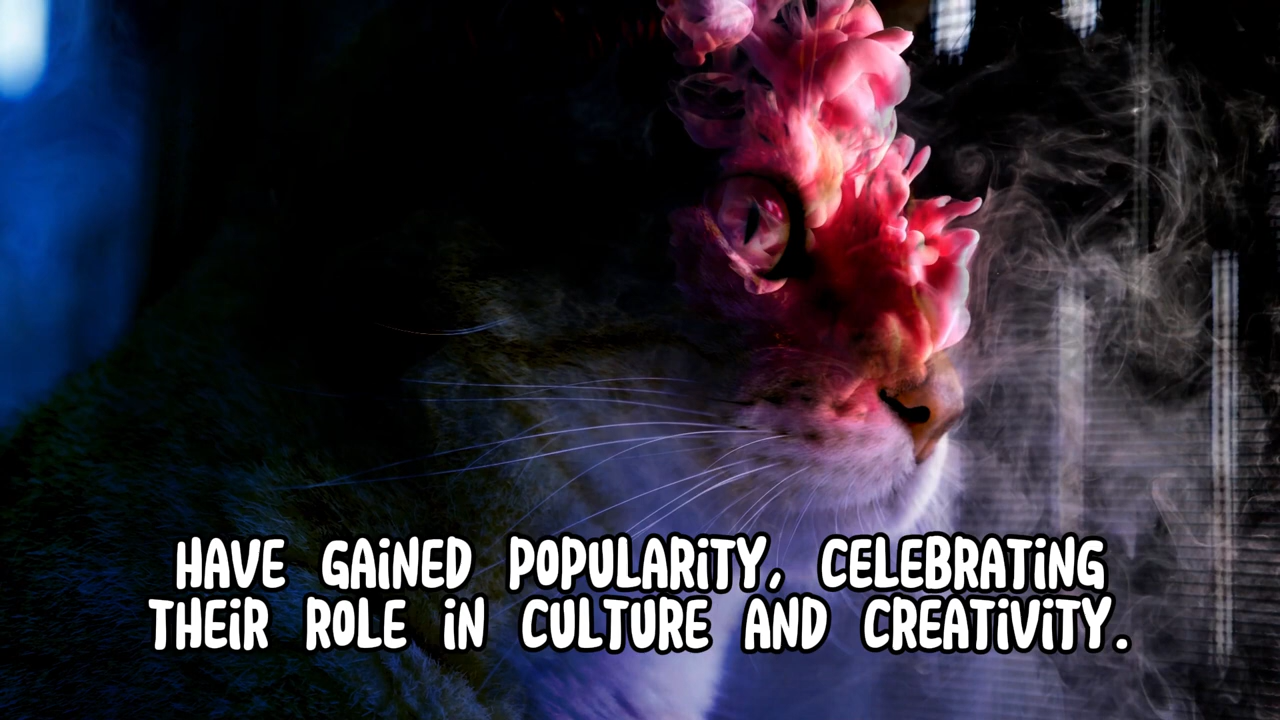 HAVE GAINED POPULARITY, CELEBRATING
THEIR ROLE IN CULTURE AND CREATIVITY.